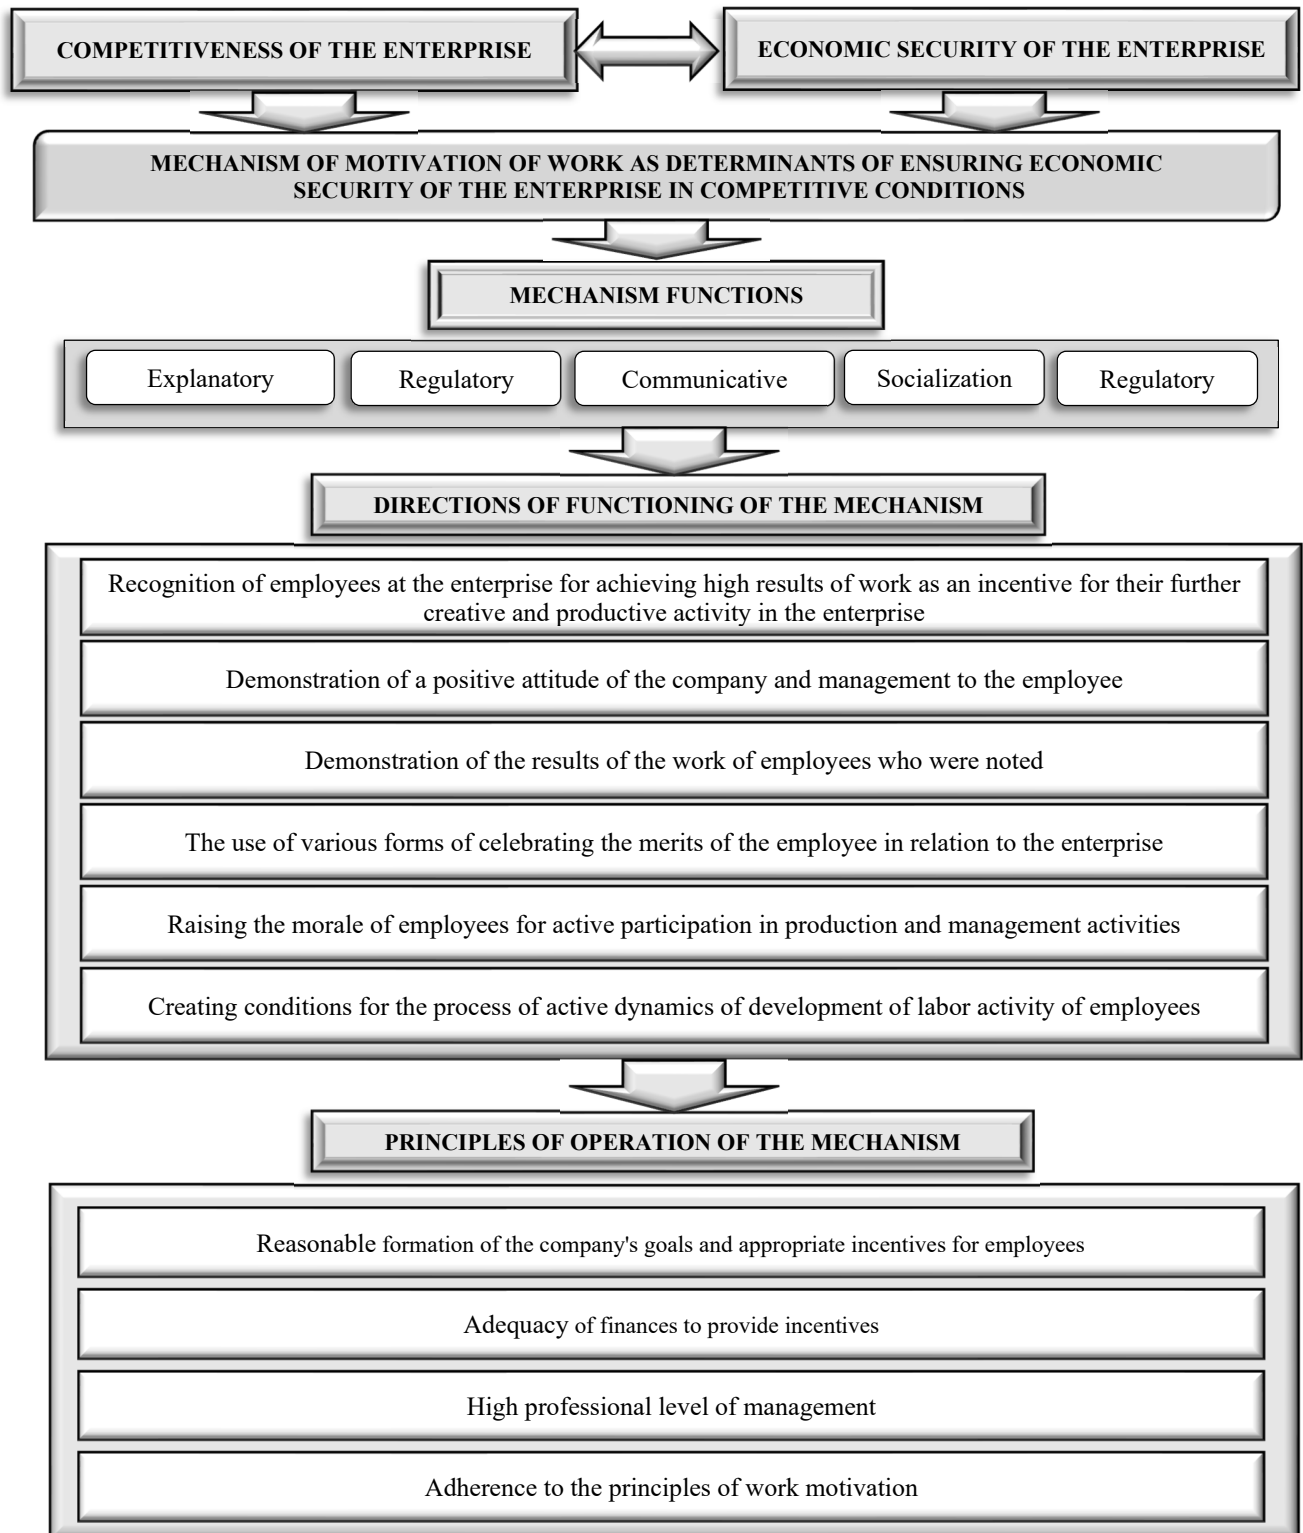 COMPETITIVENESS OF THE ENTERPRISE
ECONOMIC SECURITY OF THE ENTERPRISE
MECHANISM OF MOTIVATION OF WORK AS DETERMINANTS OF ENSURING ECONOMIC
SECURITY OF THE ENTERPRISE IN COMPETITIVE CONDITIONS
MECHANISM FUNCTIONS
Explanatory
Regulatory
Communicative
Socialization
Regulatory
DIRECTIONS OF FUNCTIONING OF THE MECHANISM
Recognition of employees at the enterprise for achieving high results of work as an incentive for their further
creative and productive activity in the enterprise
Demonstration of a positive attitude of the company and management to the employee
Demonstration of the results of the work of employees who were noted
The use of various forms of celebrating the merits of the employee in relation to the enterprise
Raising the morale of employees for active participation in production and management activities
Creating conditions for the process of active dynamics of development of labor activity of employees
PRINCIPLES OF OPERATION OF THE MECHANISM
Reasonable formation of the company's goals and appropriate incentives for employees
Adequacy of finances to provide incentives
High professional level of management
Adherence to the principles of work motivation